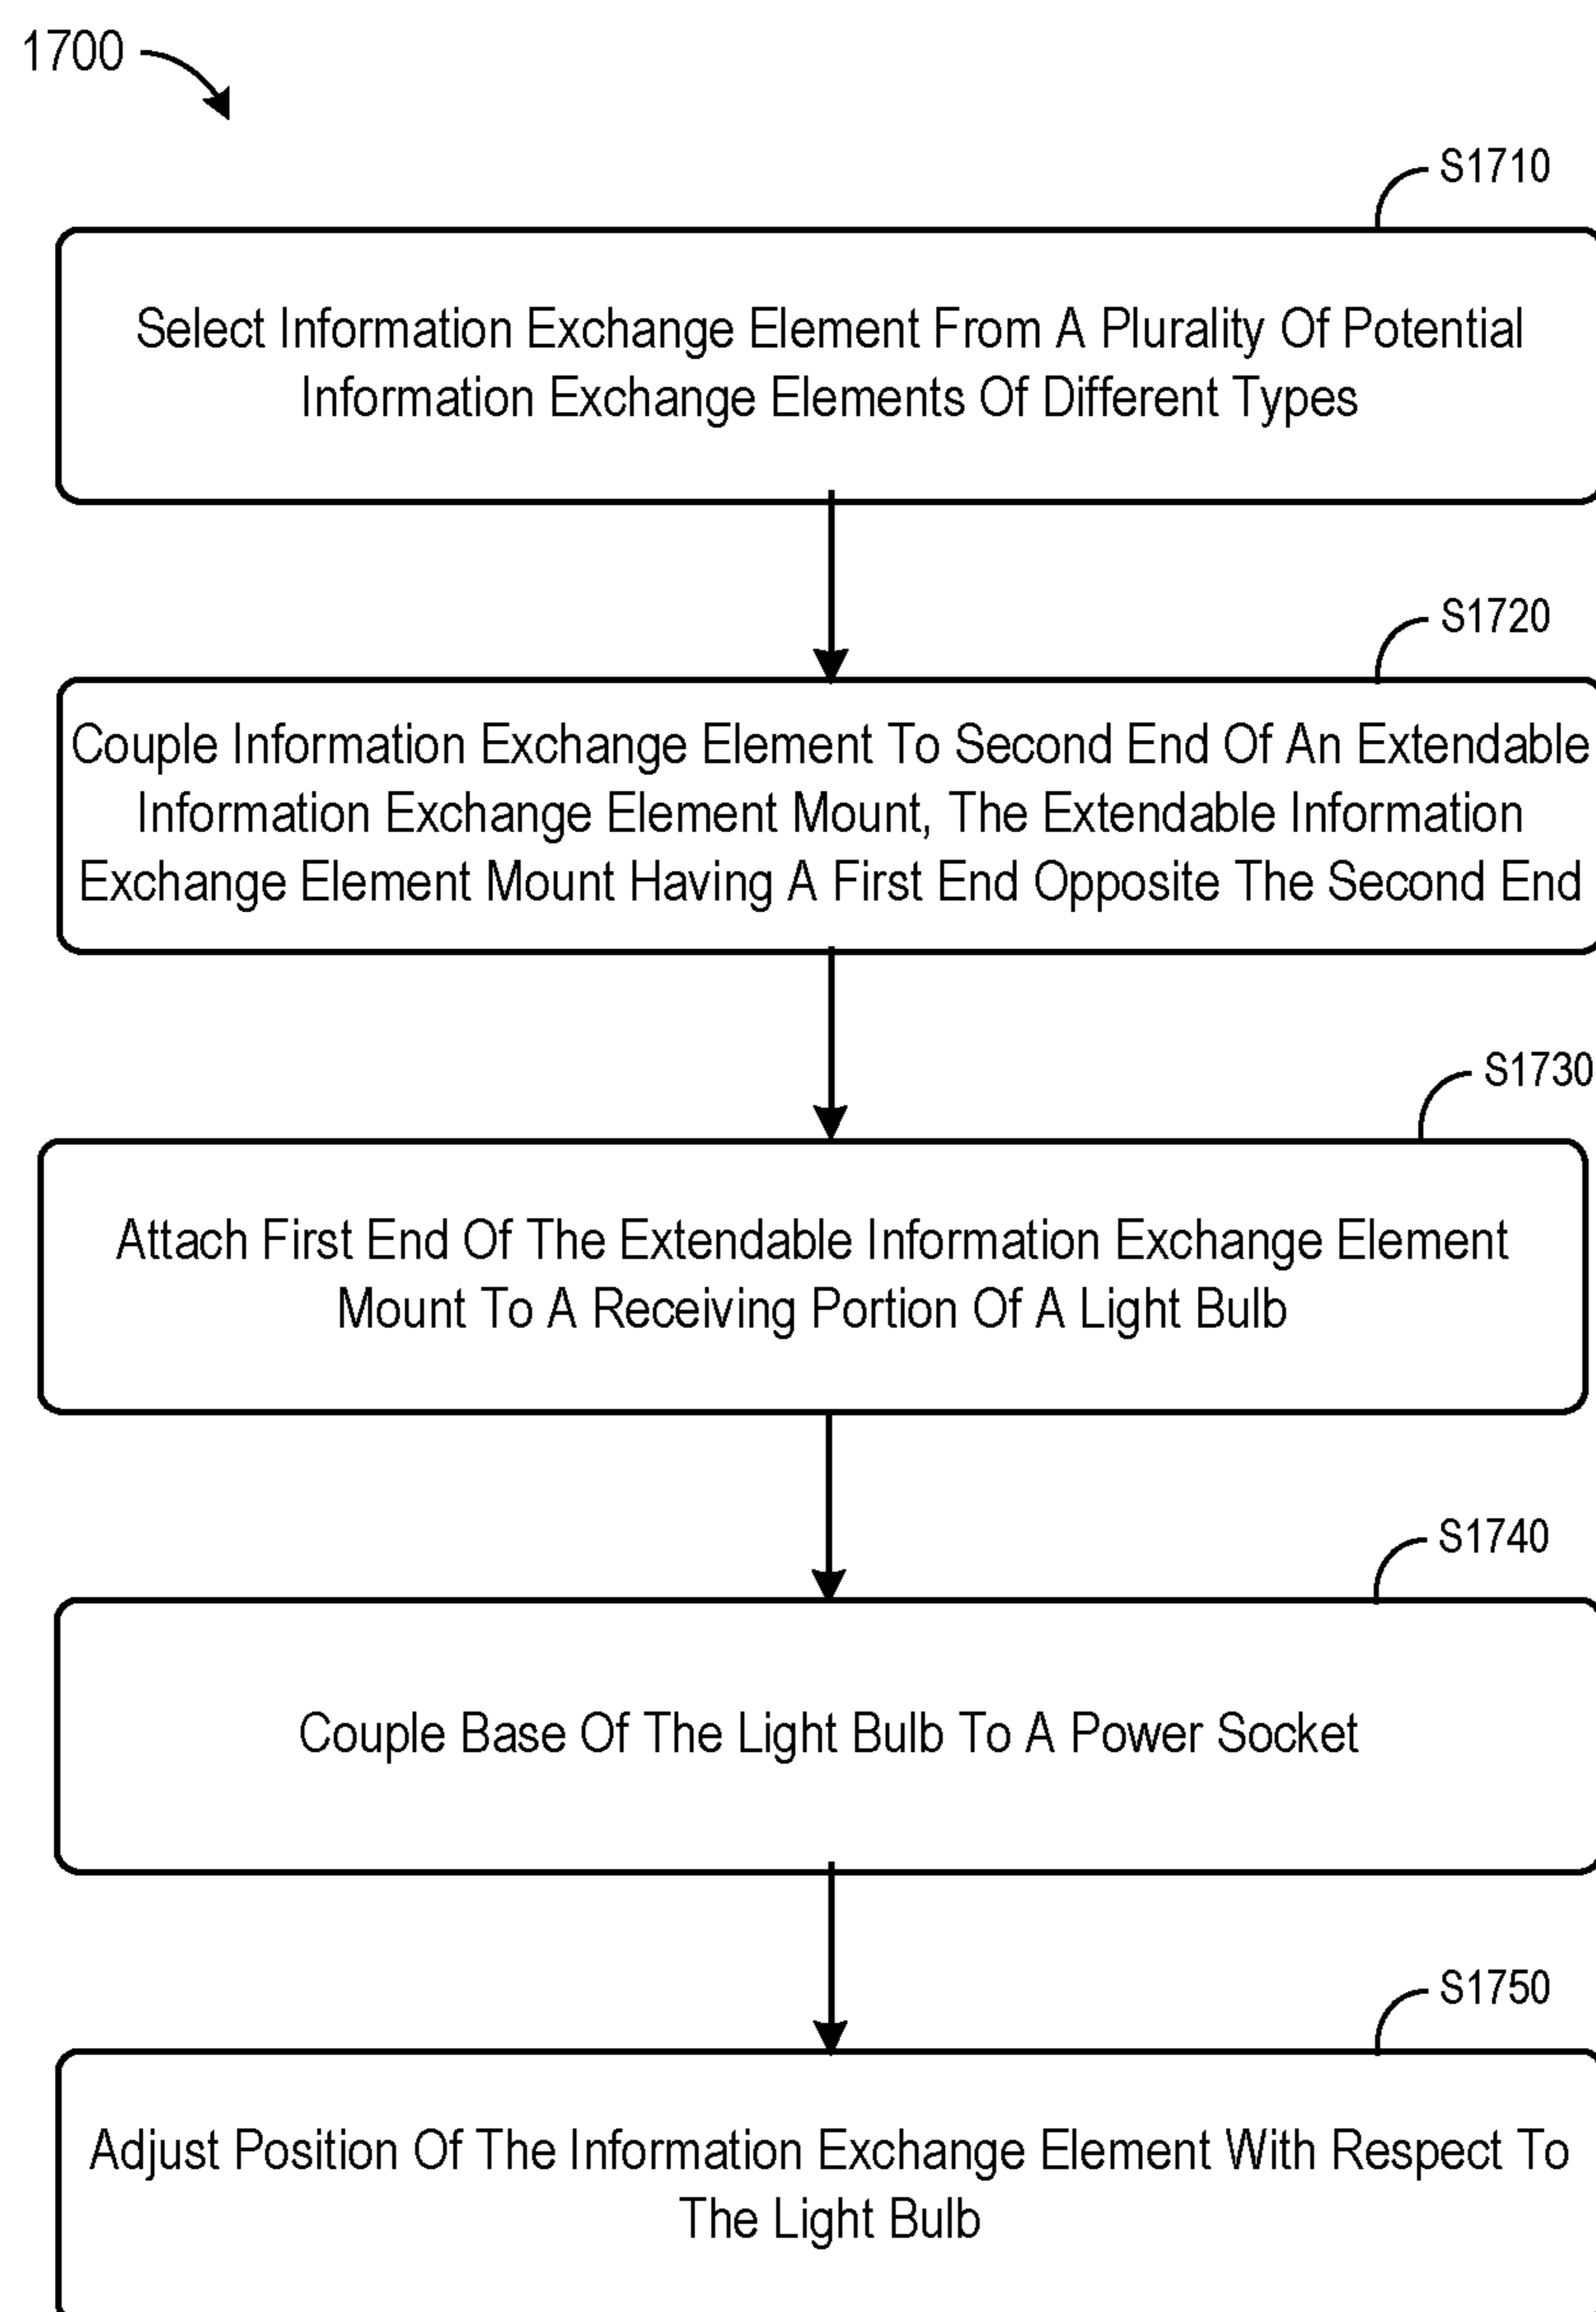 1700
S1710
Select Information Exchange Element From A Plurality Of Potential
Information Exchange Elements Of Different Types
S1720
Couple Information Exchange Element To Second End Of An Extendable
Information Exchange Element Mount, The Extendable Information
Exchange Element Mount Having A First End Opposite The Second End
S1730
Attach First End Of The Extendable Information Exchange Element
Mount To A Receiving Portion Of A Light Bulb
S1740
Couple Base Of The Light Bulb To A Power Socket
S1750
Adjust Position Of The Information Exchange Element With Respect To
The Light Bulb